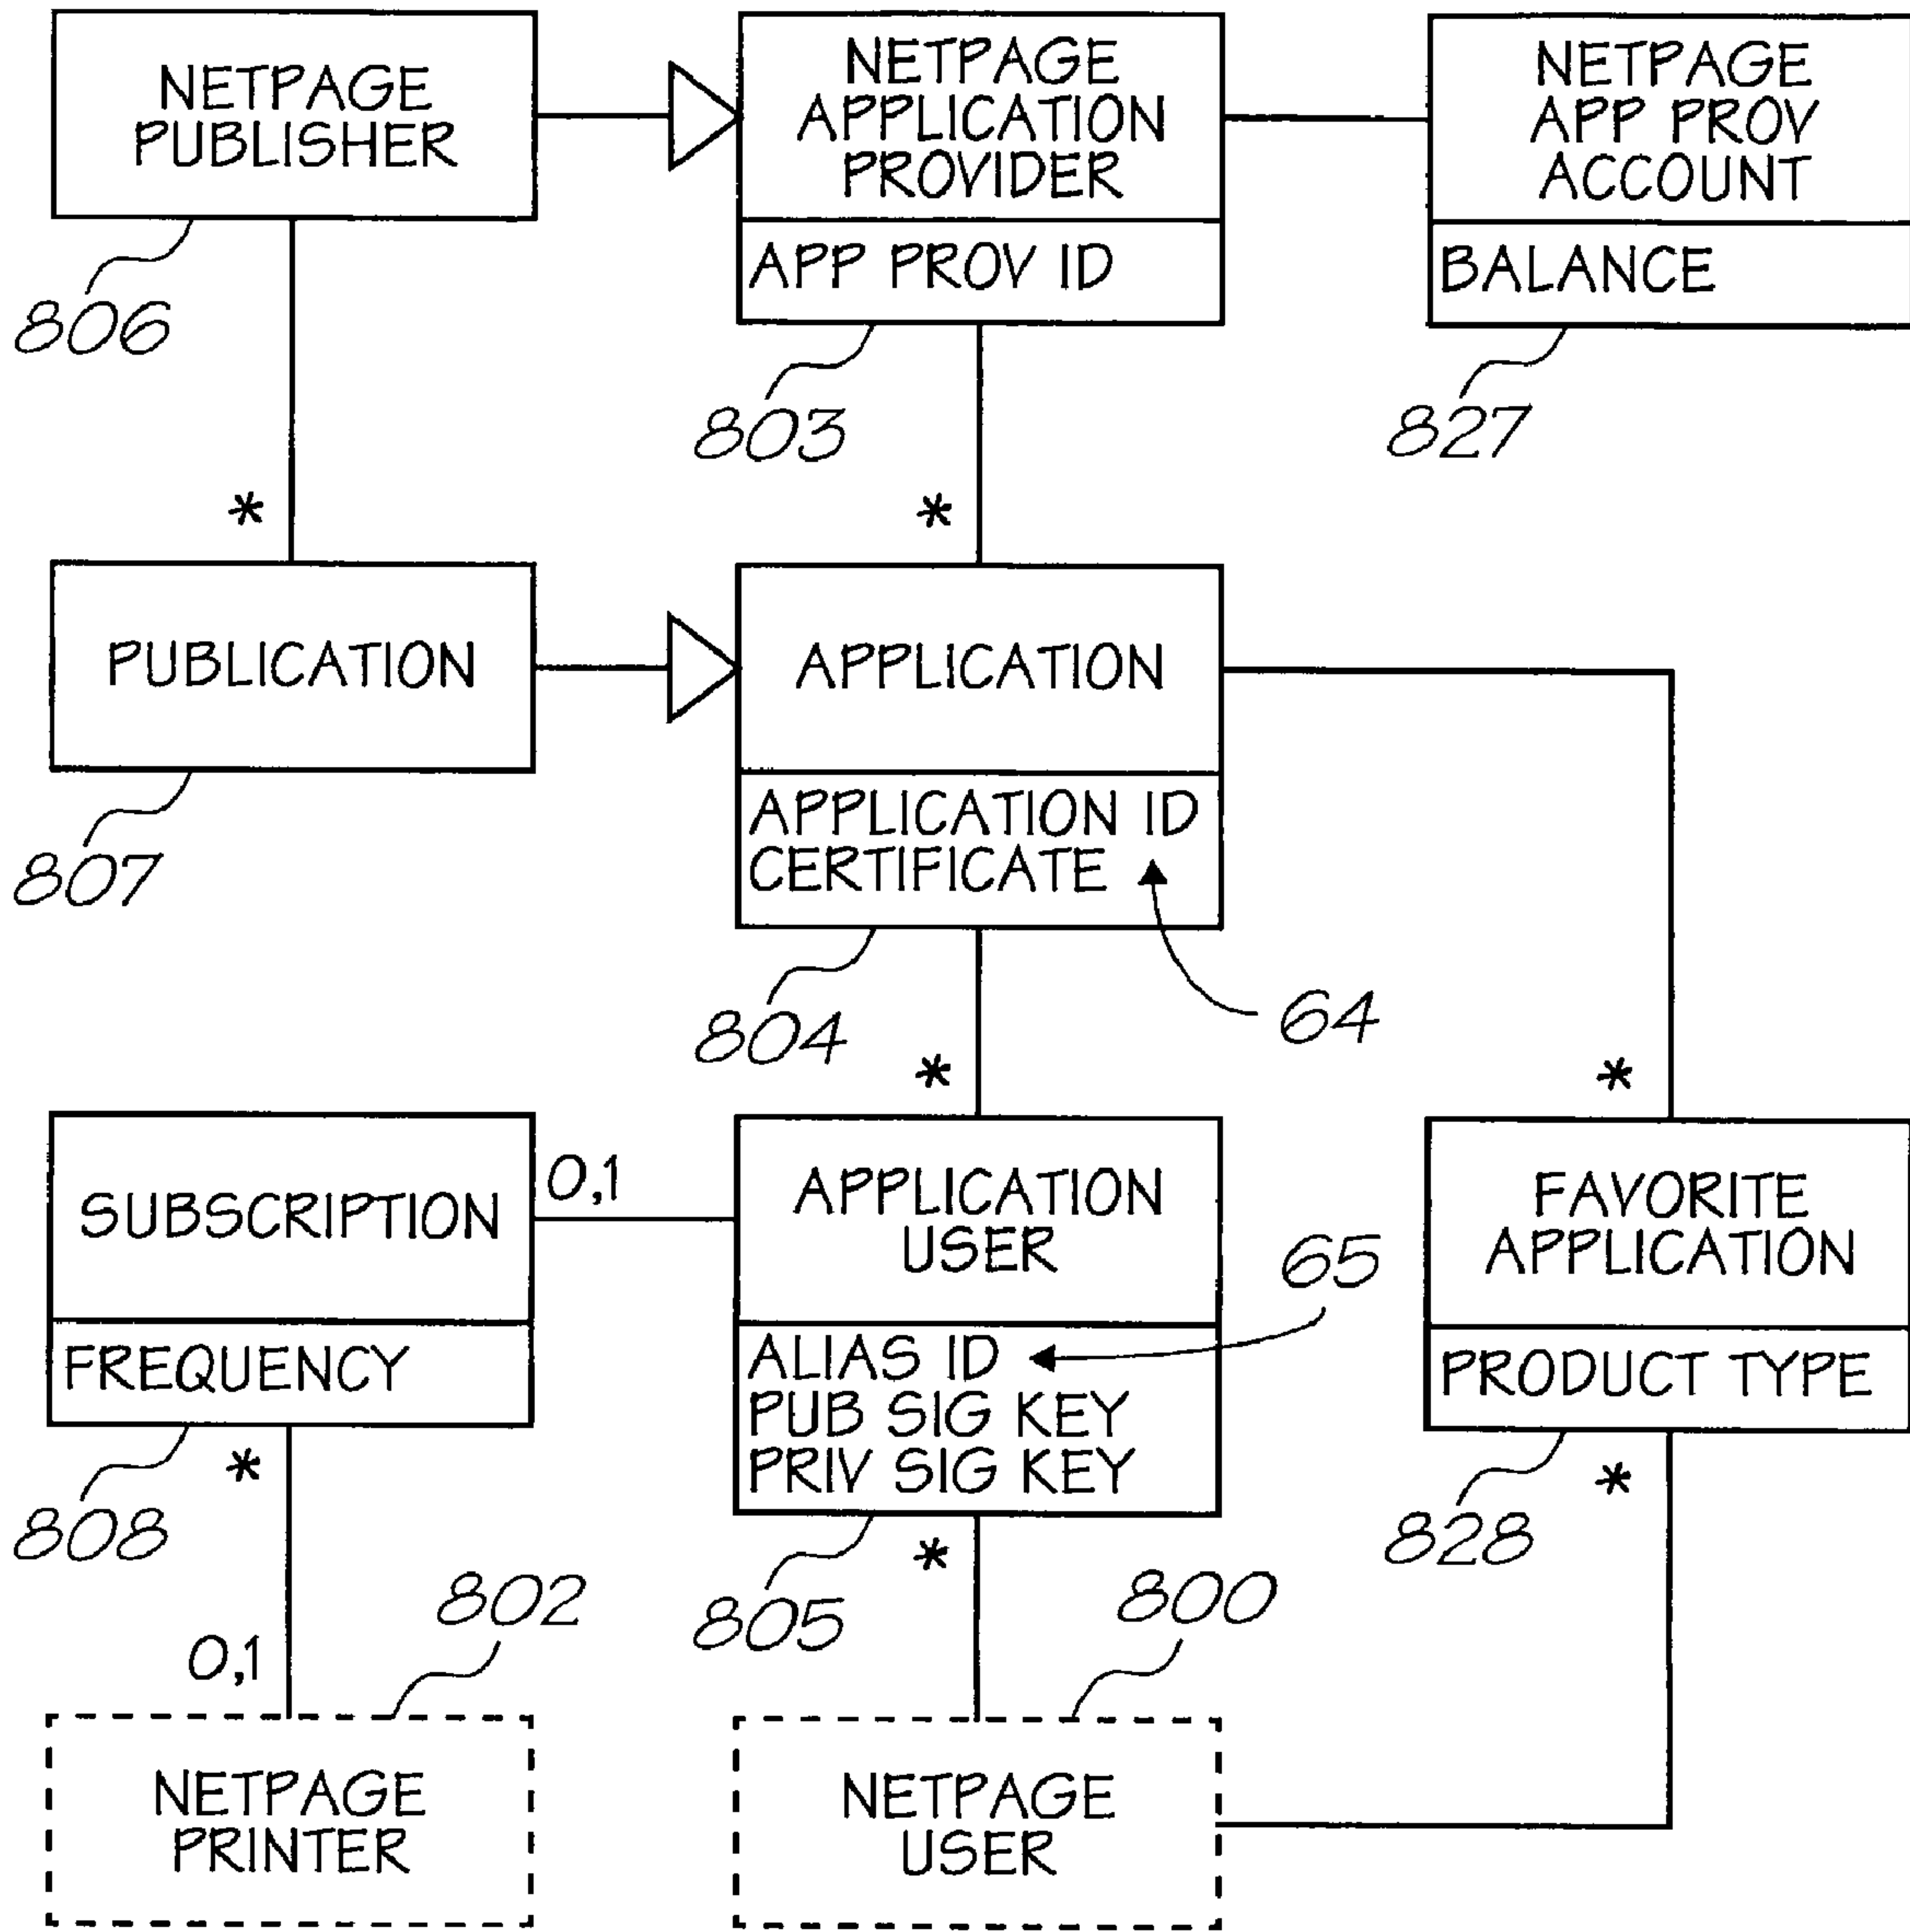 NETPAGE
PUBLISHER
806
NETPAGE
APPLICATION
PROVIDER
APP PROV ID
803
NETPAGE
APP PROV
ACCOUNT
BALANCE
827
*
*
PUBLICATION
807
APPLICATION
APPLICATION ID
CERTIFICATE
64
804
*
*
SUBSCRIPTION
FREQUENCY
808
0,1
APPLICATION
USER
65
ALIAS ID
PUB SIG KEY
PRIV SIG KEY
805
FAVORITE
APPLICATION
PRODUCT TYPE
828
*
*
*
0,1
802
800
NETPAGE
PRINTER
NETPAGE
USER